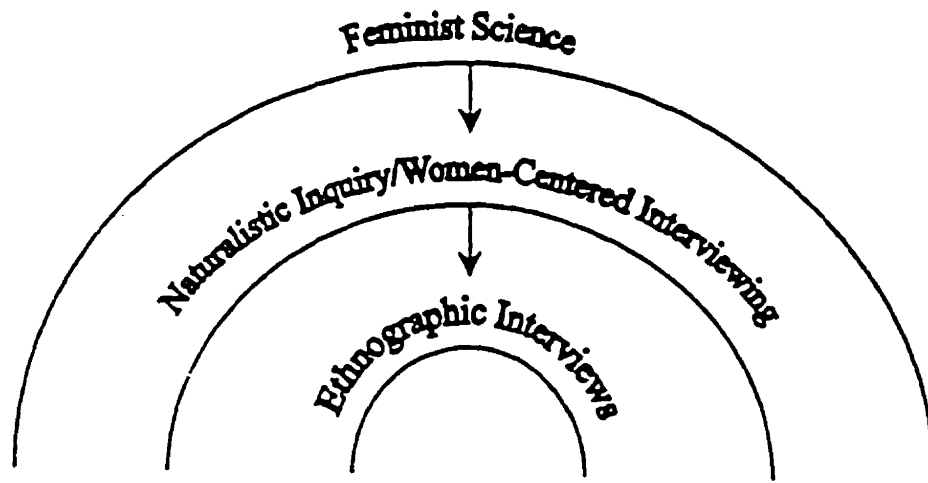 Feminist Science
Naturalistic Inquiry/Women-Centered Interviewing
Ethnographic Interviews